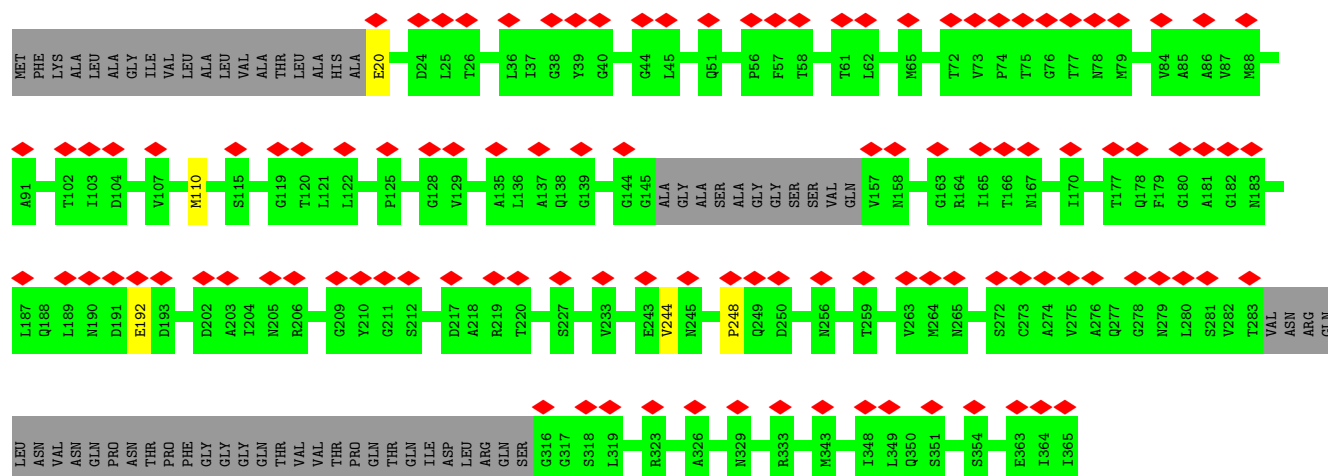 MET PHE LYS ALA LEU ALA GLY ILE VAL LEU ALA LEU VAL ALA THR LEU ALA HIS ALA E20 D24 L25 T26 L36 I37 G38 Y39 G40 G44 L45 Q51 P56 F57 T58 T61 L62 M65 T72 V73 P74 T75 G76 T77 N78 M79 V84 A85 A86 V87 M88
A91 T102 I103 D104 V107 M110 S115 G119 T120 L121 L122 P125 G128 V129 A135 L136 A137 Q138 G139 G144 G145 ALA GLY ALA SER ALA GLY GLY SER SER VAL GLN V157 N158 G163 R164 I165 T166 N167 I170 T177 Q178 F179 G180 A181 G182 N183
L187 Q188 L189 N190 D191 E192 D193 D202 A203 I204 N205 R206 G209 Y210 G211 S212 D217 A218 R219 T220 S227 V233 E243 V244 N245 P248 Q249 D250 N256 T259 V263 M264 N265 S272 C273 A274 V275 A276 Q277 G278 N279 L280 S281 V282 T283 VAL ASN ARG GLN
LEU ASN VAL ASN GLN PRO ASN THR PRO PHE GLY GLY GLY GLN THR VAL VAL THR PRO GLN THR GLN ILE ASP LEU ARG GLN SER G316 G317 S318 L319 R323 A326 N329 R333 M343 I348 L349 Q350 S351 S354 E363 I364 I365